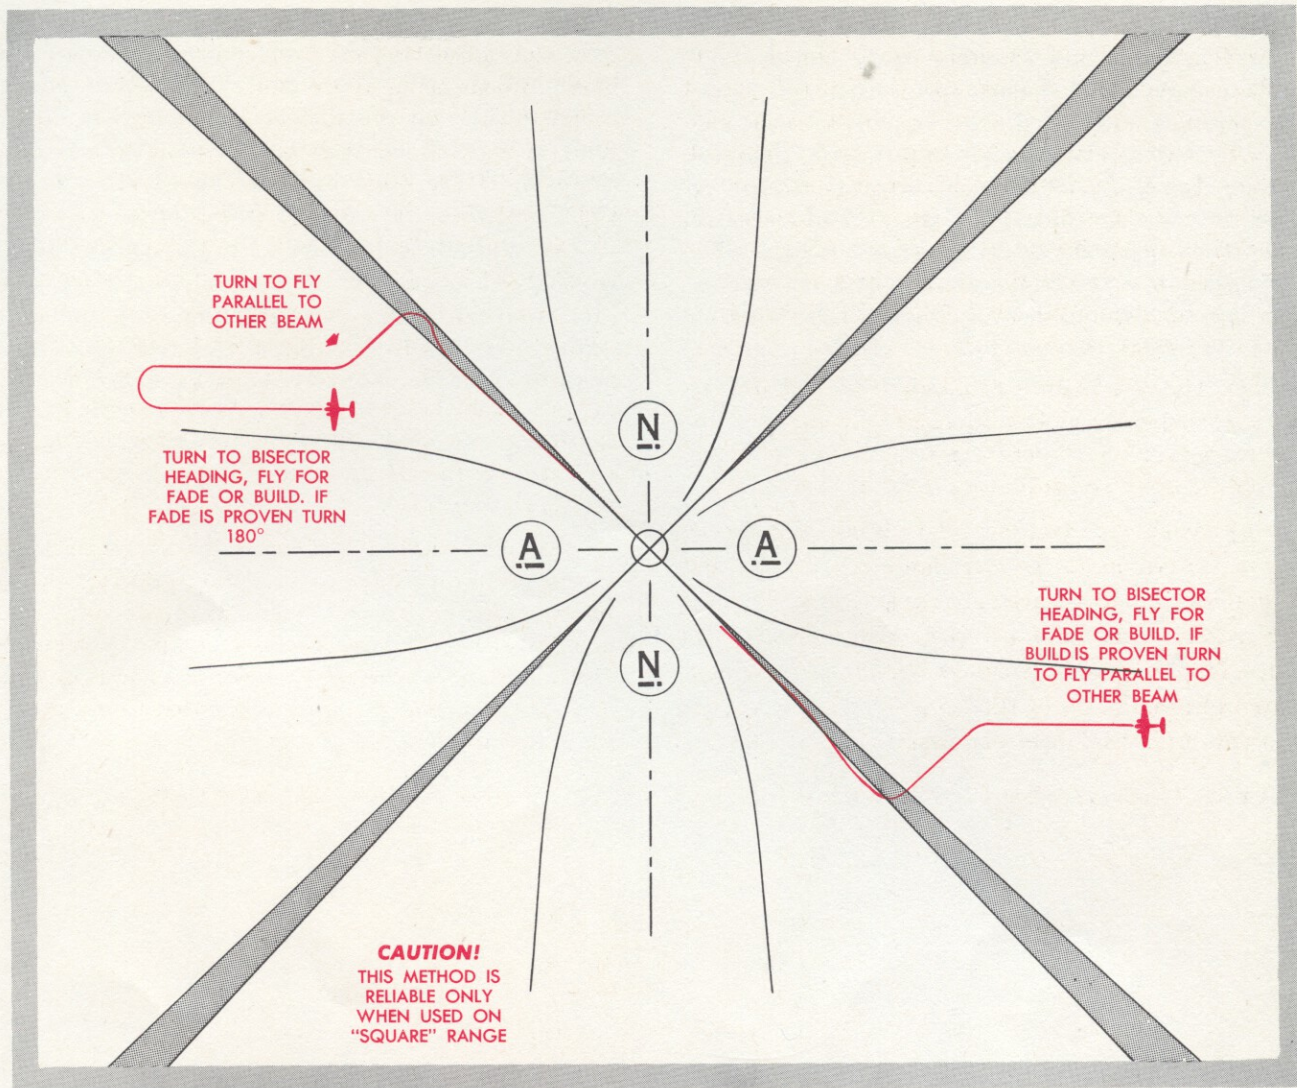 TURN TO FLY
PARALLEL TO
OTHER BEAM
N
TURN TO BISECTOR
HEADING, FLY FOR
FADE OR BUILD. IF
FADE IS PROVEN TURN
180°
A
A
TURN TO BISECTOR
HEADING, FLY FOR
FADE OR BUILD. IF
BUILD IS PROVEN TURN
TO FLY PARALLEL TO
OTHER BEAM
N
CAUTION!
THIS METHOD IS
RELIABLE ONLY
WHEN USED ON
"SQUARE" RANGE